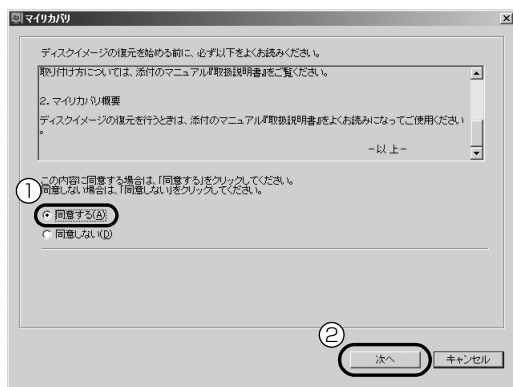 マイリカバリ
ディスクイメージの復元を始める前に、必ず以下をよくお読みください。
取り付け方については、添付のマニュアル『取扱説明書』をご覧ください。
2. マイリカバリ概要
ディスクイメージの復元を行うときは、添付のマニュアル『取扱説明書』をよくお読みになってご使用ください
。
－以上－
この内容に同意する場合は、「同意する」をクリックしてください。
同意しない場合は、「同意しない」をクリックしてください。
①
同意する(A)
同意しない(D)
②
次へ
キャンセル